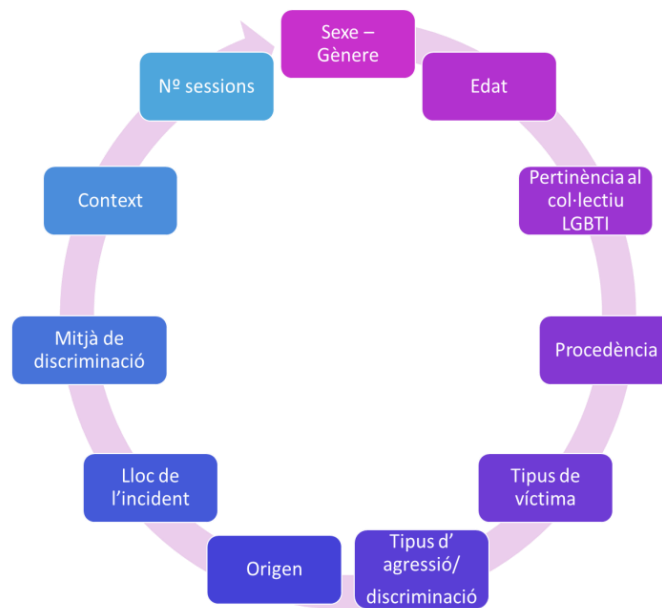 Sexe –
Gènere
Edat
Pertinència al
col·lectiu
LGBTI
Procedència
Tipus de
víctima
Tipus d’
agressió/
discriminació
Origen
Lloc de
l’incident
Mitjà de
discriminació
Context
Nº sessions